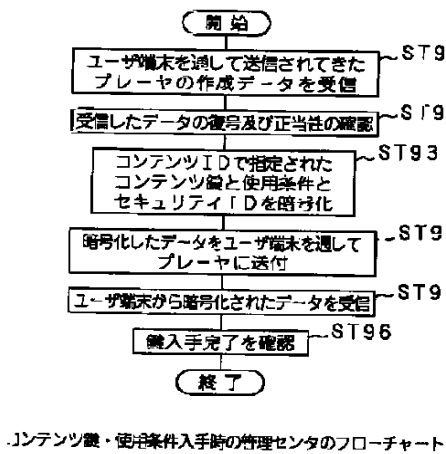 開始
ユーザ端末を通して送信されてきた
プレーヤの作成データを受信
ST9
受信したデータの復号及び正当性の確認
ST9
コンテンツIDで指定された
コンテンツ鍵と使用条件と
セキュリティIDを暗号化
ST93
暗号化したデータをユーザ端末を通して
プレーヤに送付
ST9
ユーザ端末から暗号化されたデータを受信
ST9
鍵入手完了を確認
ST96
終了
コンテンツ鍵・使用条件入手時の管理センタのフローチャート